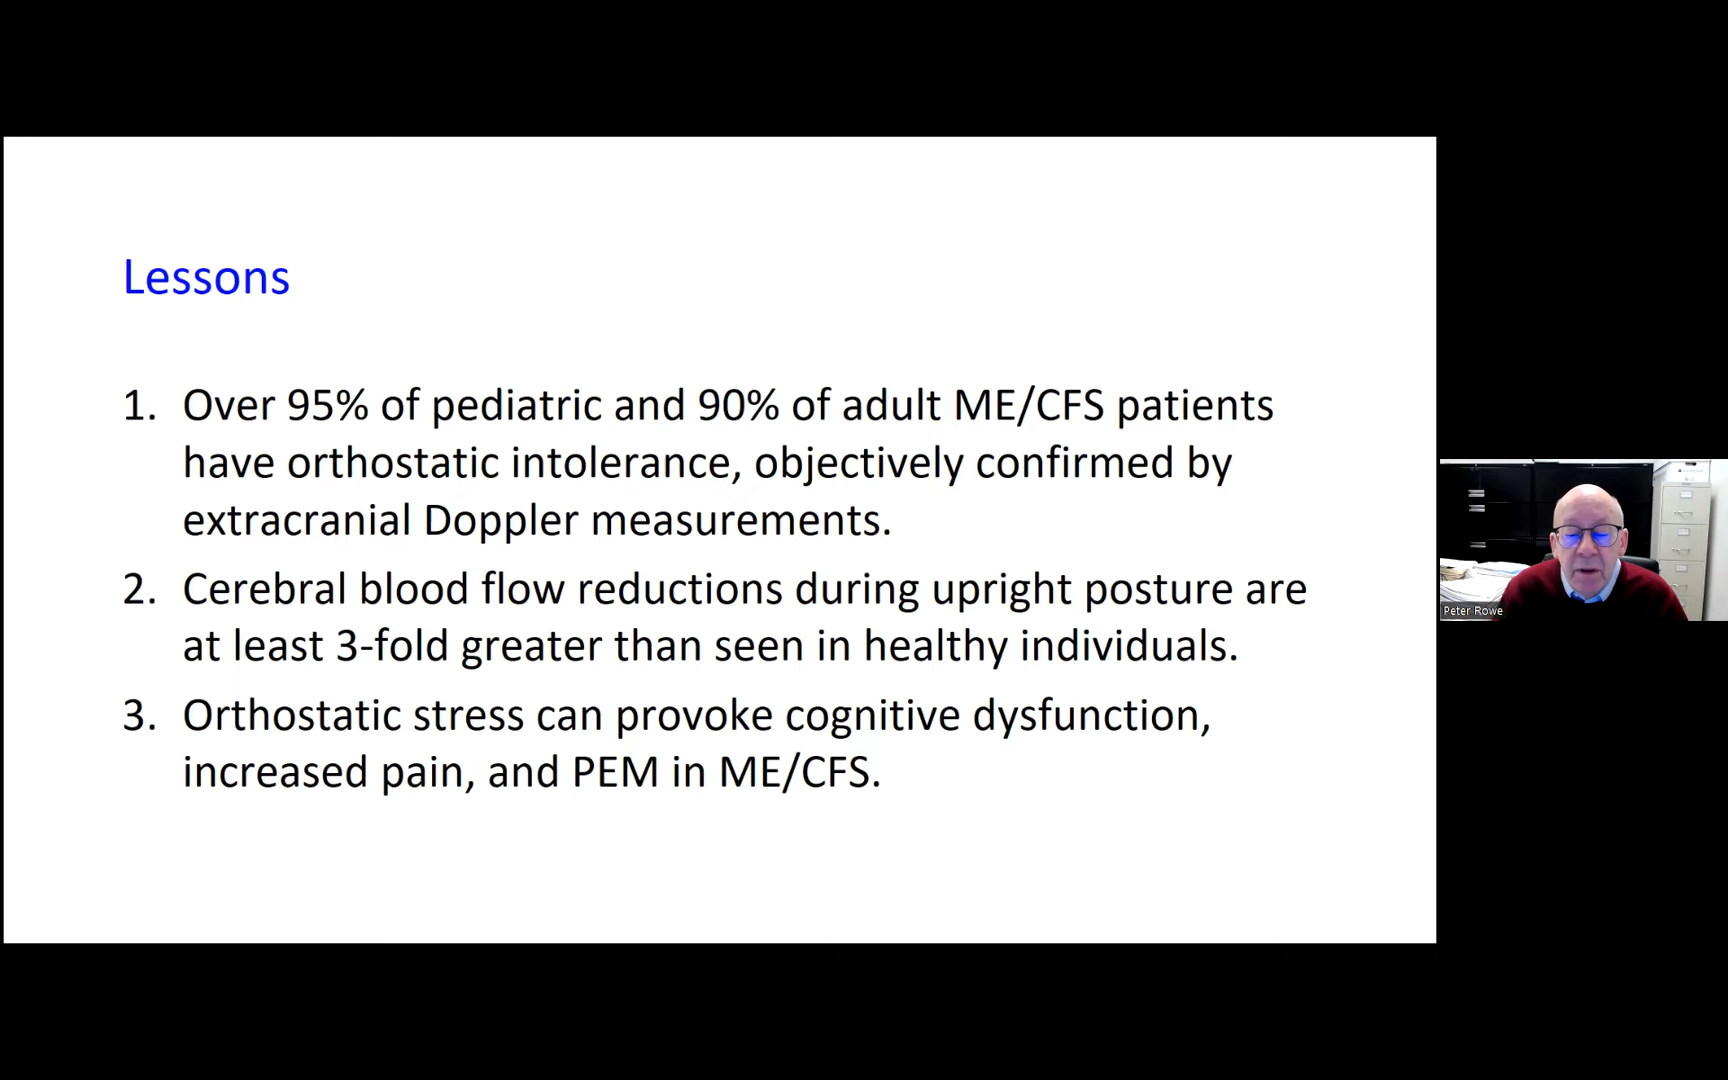 Lessons
1. Over 95% of pediatric and 90% of adult ME/CFS patients
have orthostatic intolerance, objectively confirmed by
extracranial Doppler measurements.
2. Cerebral blood flow reductions during upright posture are
at least 3-fold greater than seen in healthy individuals.
3. Orthostatic stress can provoke cognitive dysfunction,
increased pain, and PEM in ME/CFS.
Peter Rowe